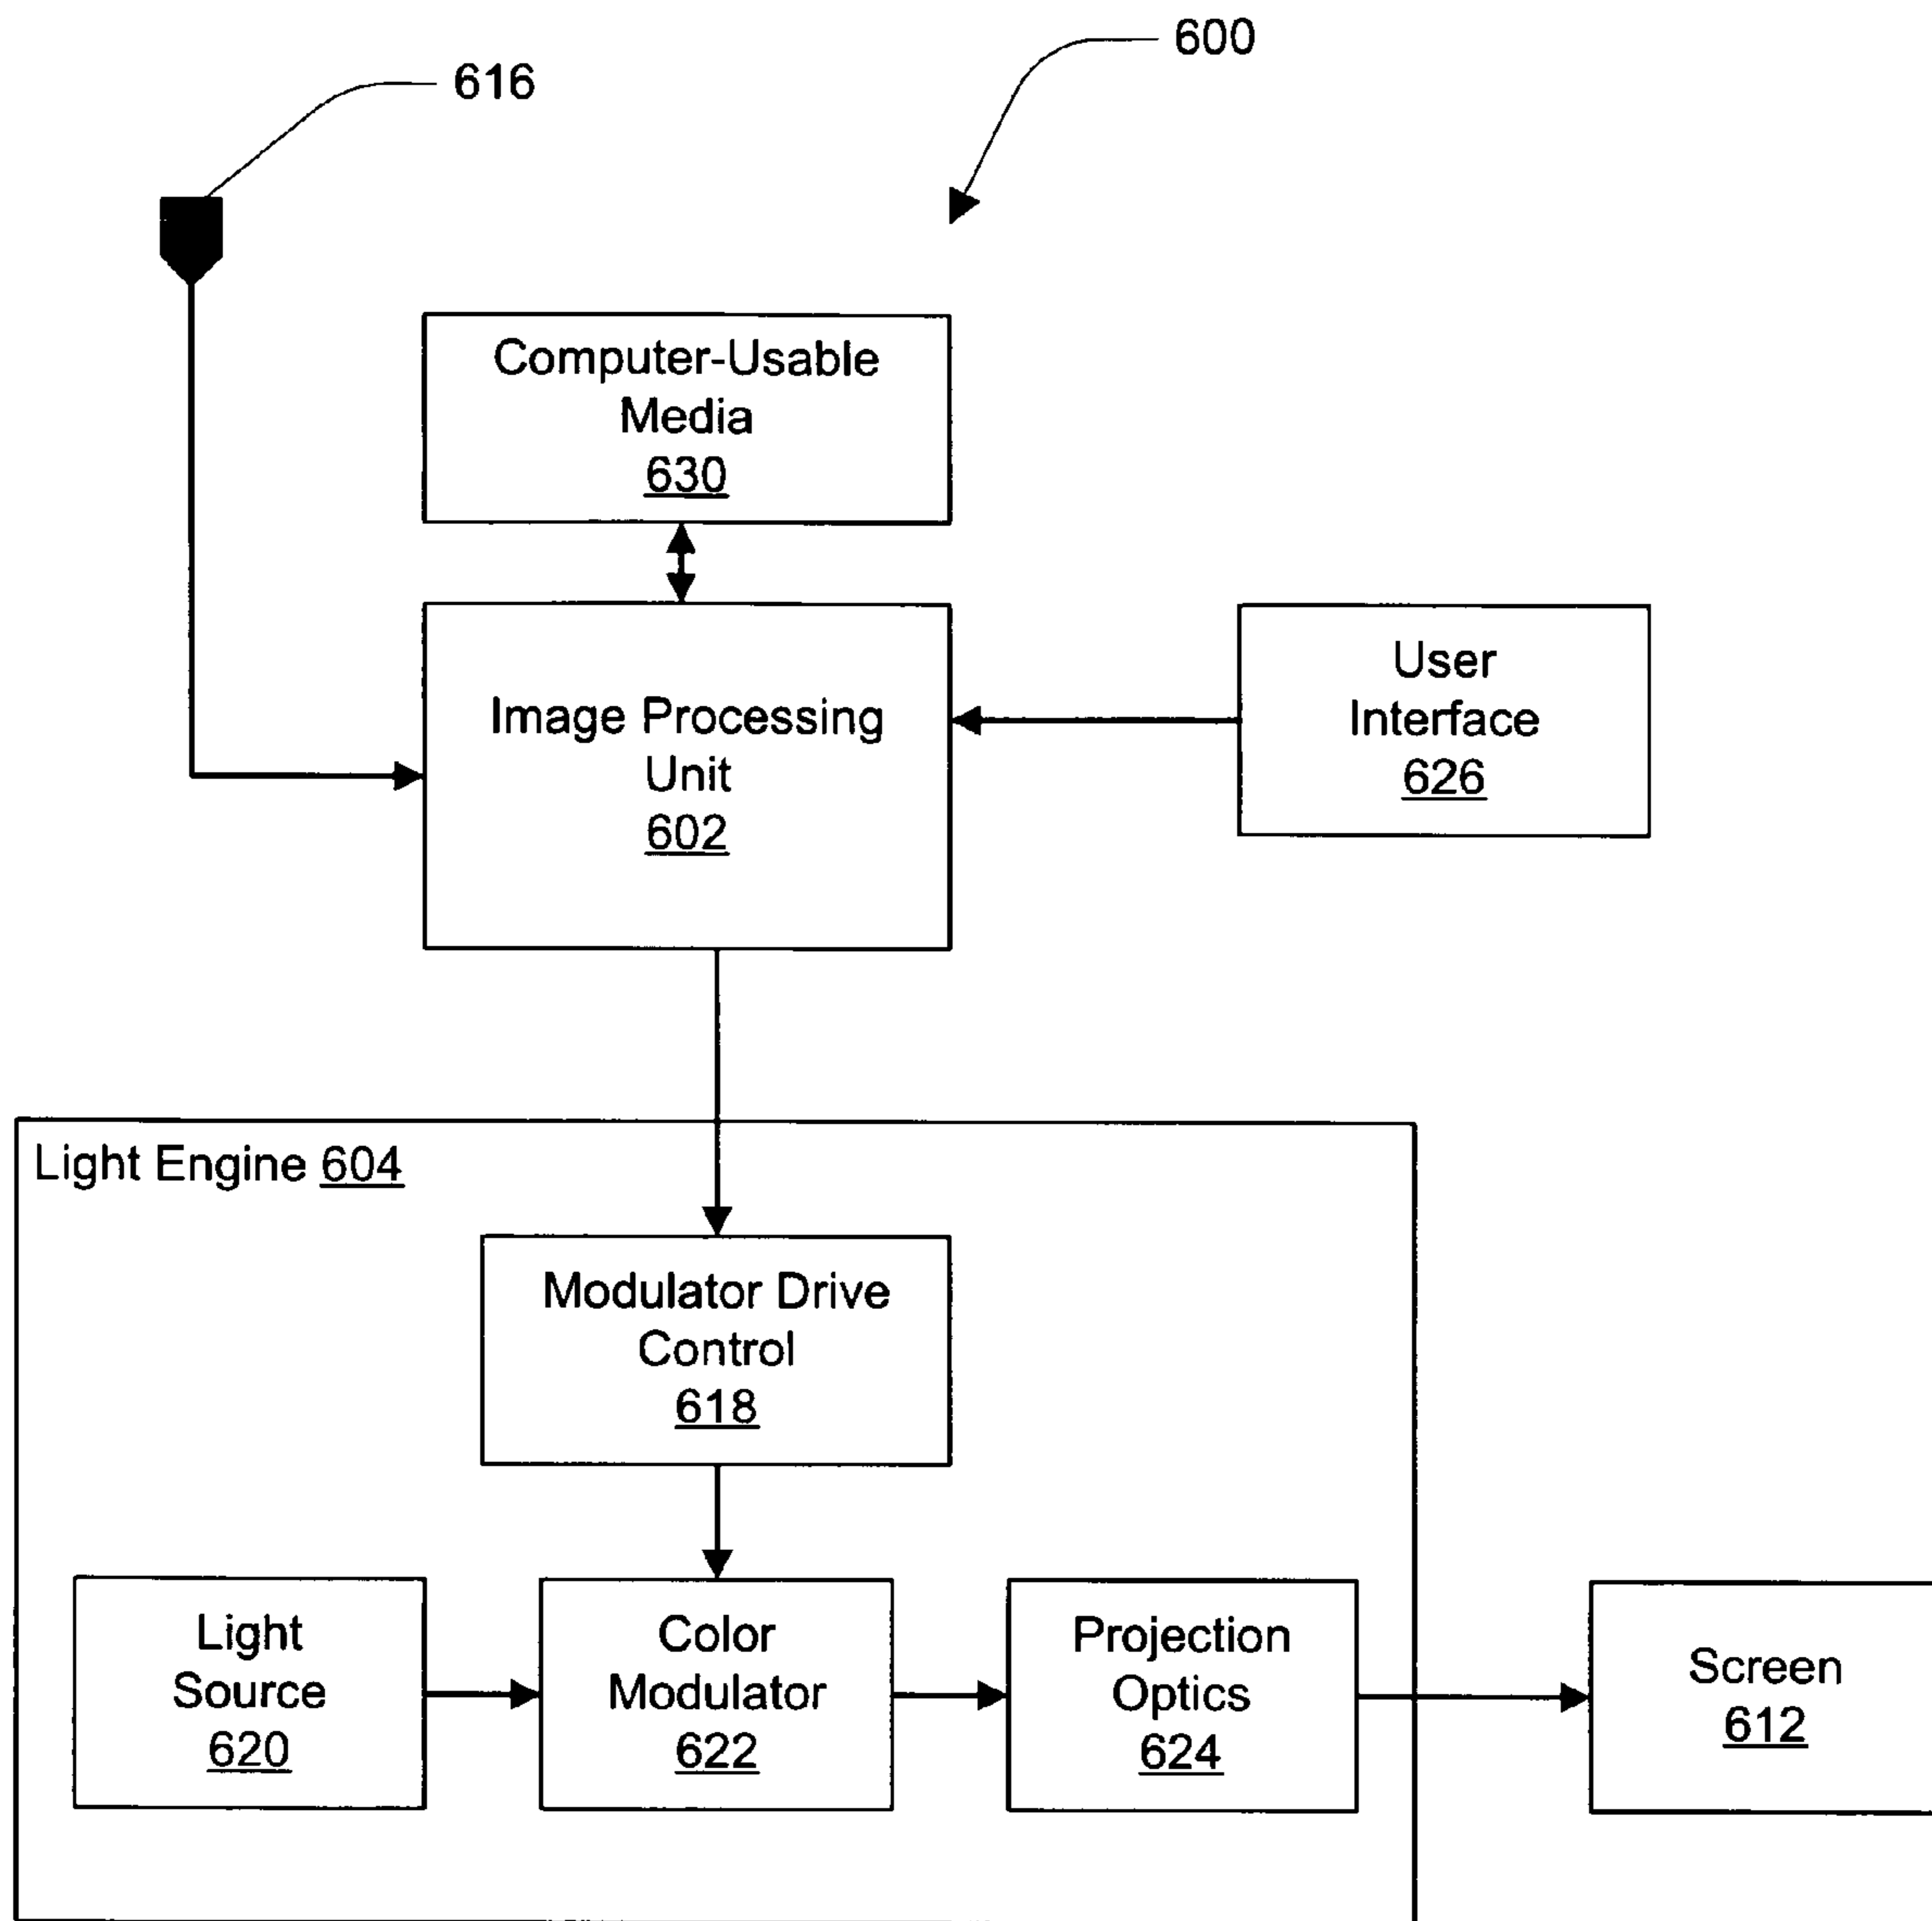 600
616
Computer-Usable
Media
630
Image Processing
Unit
602
User
Interface
626
Light Engine 604
Modulator Drive
Control
618
Light
Source
620
Color
Modulator
622
Projection
Optics
624
Screen
612